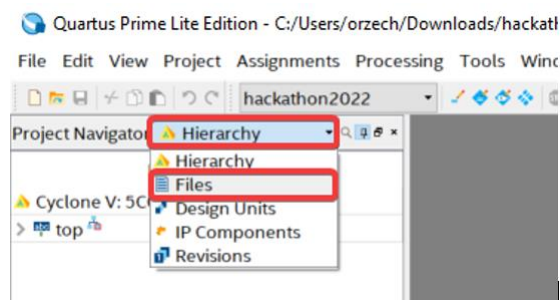 Quartus Prime Lite Edition - C:/Users/orzech/Downloads/hackat
File Edit View Project Assignments Processing Tools Wind
hackathon2022
Project Navigator Hierarchy
Hierarchy
Files
Cyclone V: 5C Design Units
top IP Components
Revisions